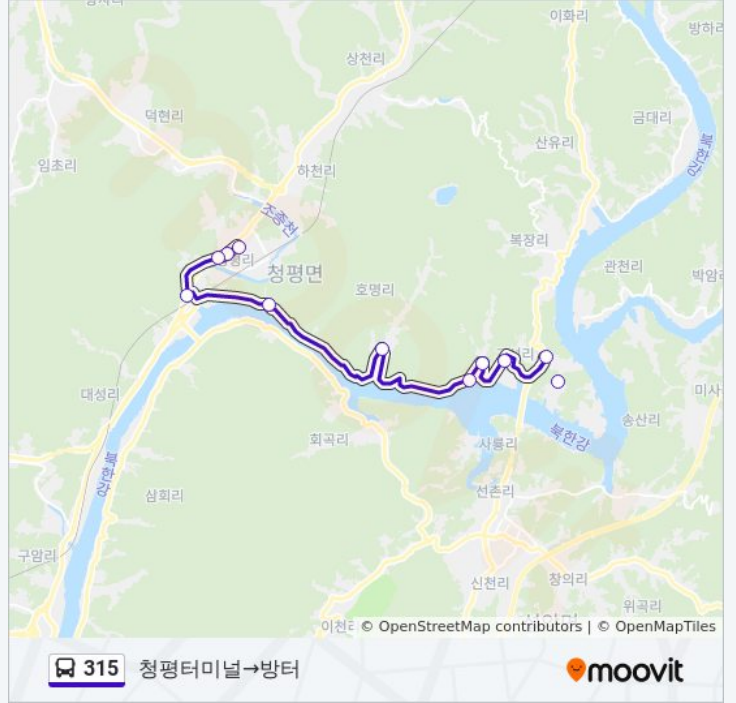 이화리
방하리
상천리
덕현리
금대리
산유리
북한강
임초리
하천리
조종천
복장리
관천리
청평면
박암리
호명리
대성리
미사
송산리
회곡리
북한강
사룡리
북한강
선촌리
삼회리
구암리
신천리
창의리
위곡리
이천리
© OpenStreetMap contributors | © OpenMapTiles
315 청평터미널→방터
moovit